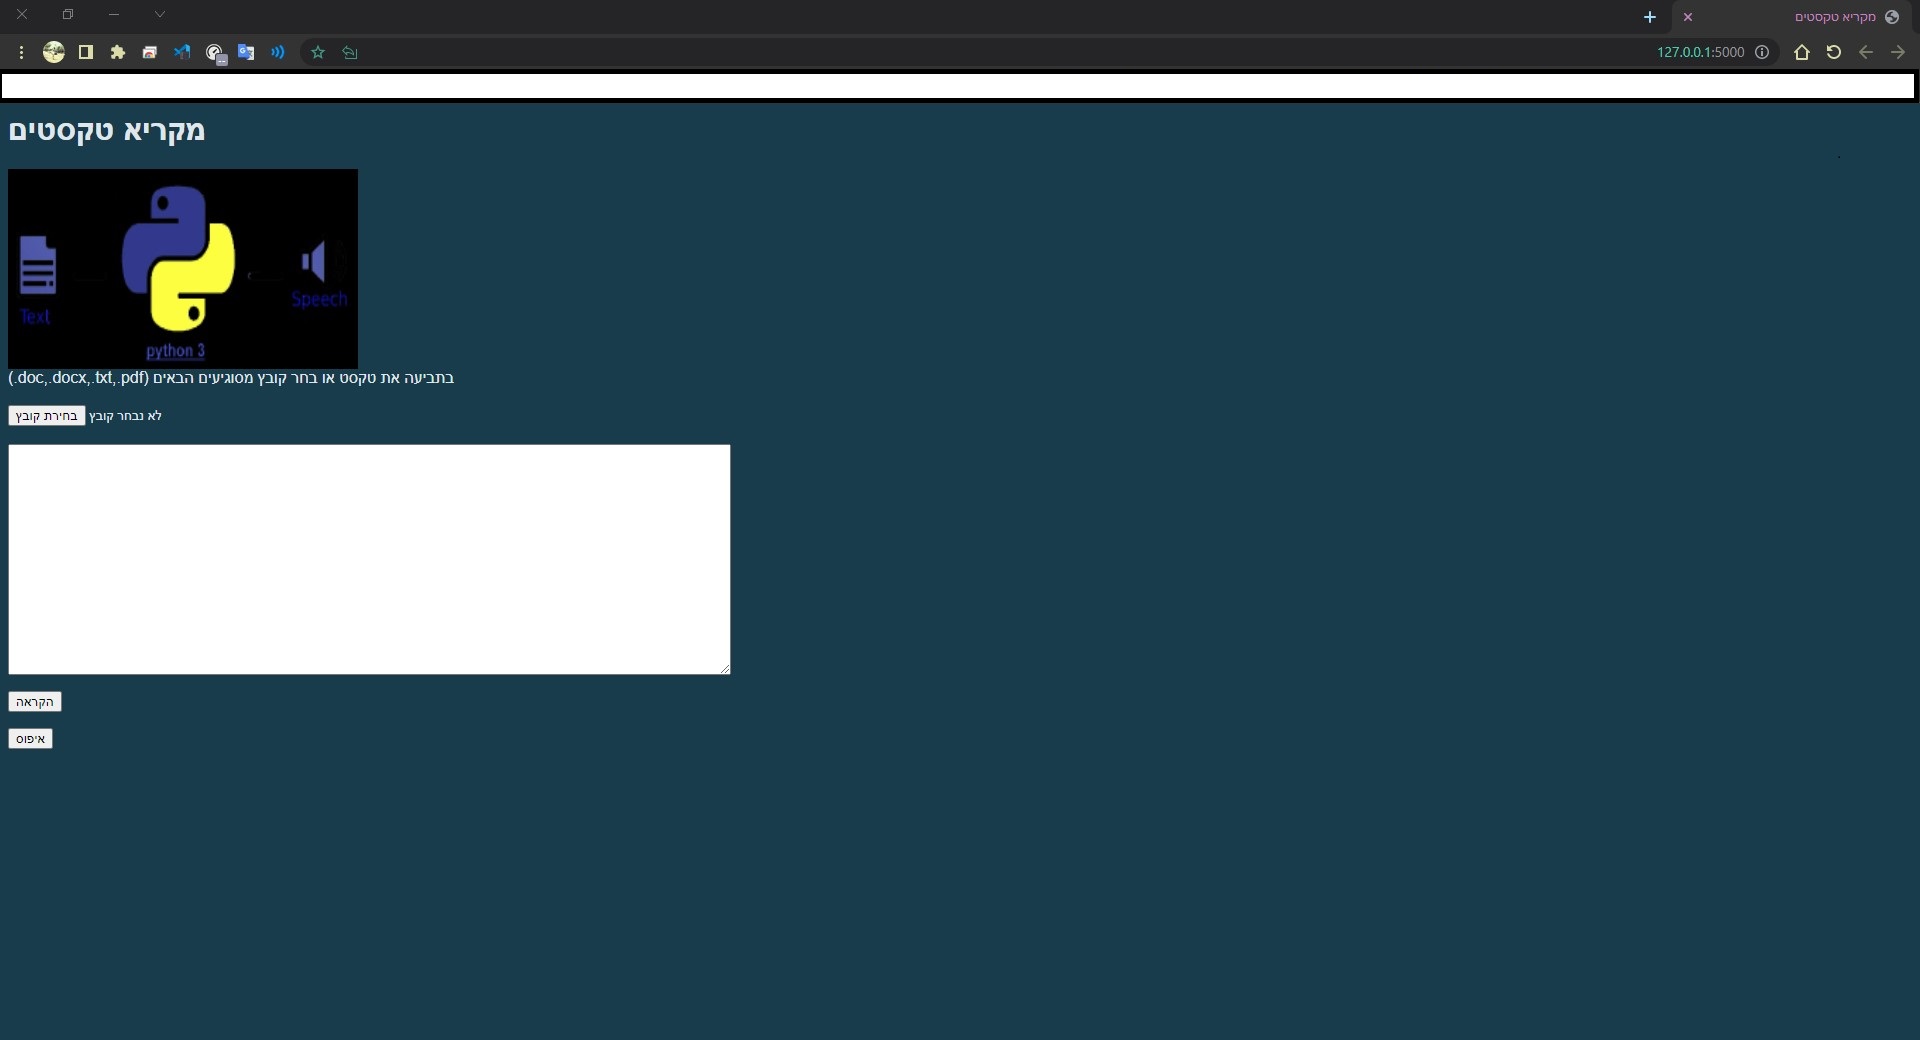 מקריא טקסטים
127.0.0.1:5000
מקריא טקסטים
Text
Speech
python 3
בתביעה את טקסט או בחר קובץ מסוגיעים הבאים (.doc,.docx,.txt,.pdf)
בחירת קובץ לא נבחר קובץ
הקראה
איפוס